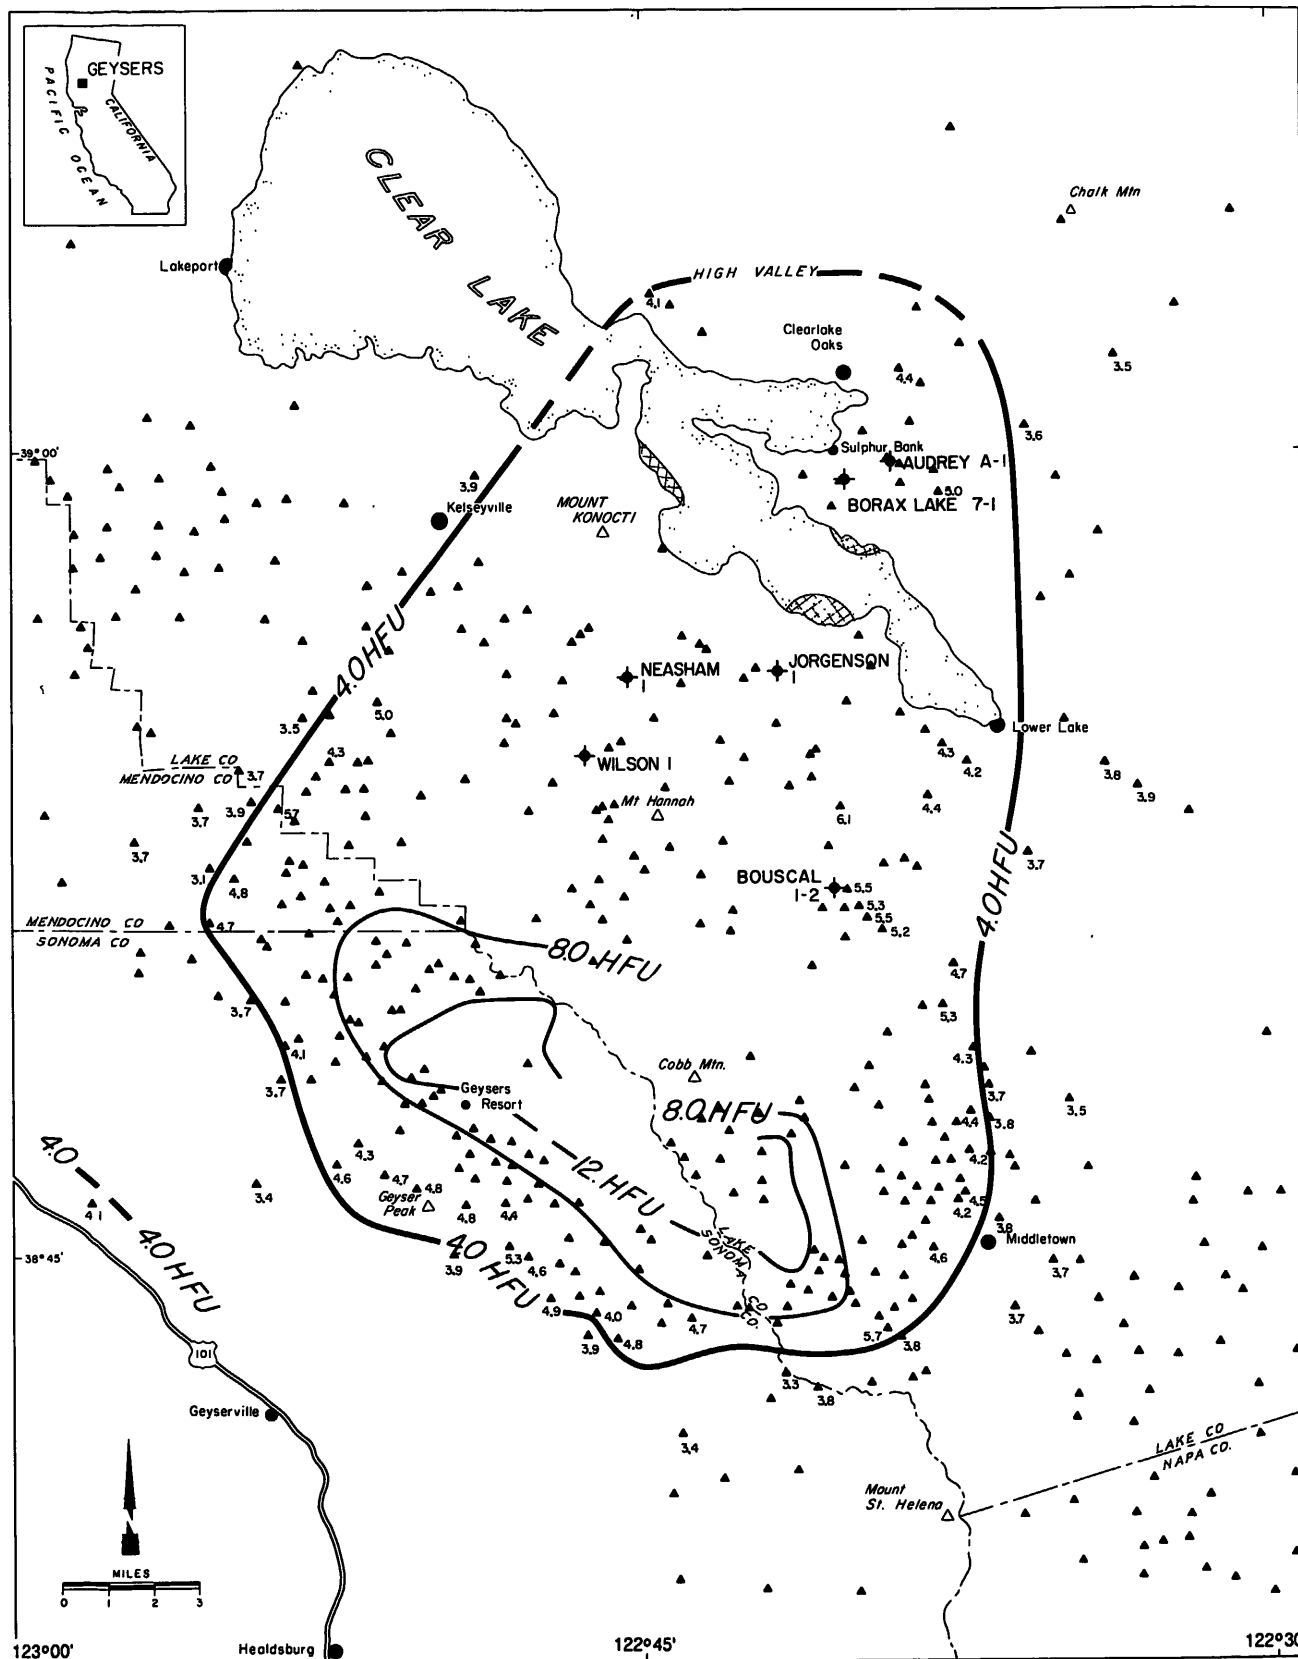 GEYSERS
PACIFIC OCEAN
CALIFORNIA
CLEAR LAKE
Chalk Mtn
Lakeport
HIGH VALLEY
4.1
Clearlake
Oaks
3.5
4.4
3.6
39°00'
Sulphur Bank
AUDREY A-1
3.9
5.0
Kelseyville
MOUNT
KONOCTI
BORAX LAKE 7-1
4.0 HFU
NEASHAM
1
JORGENSON
1
5.0
3.5
Lower Lake
4.3
4.3
4.2
LAKE CO
MENDOCINO CO
3.7
WILSON 1
3.8
3.9
3.9
3.7
5.7
Mt Hannah
4.4
6.1
3.7
3.7
3.1
4.8
BOUSCAL
1-2
5.5
5.3
5.5
5.2
4.0 HFU
MENDOCINO CO
SONOMA CO
4.7
8.0 HFU
4.7
3.7
5.3
4.1
4.3
Cobb Mtn.
3.7
Geysers
Resort
3.7
3.5
8.0 HFU
4.4
3.8
4.3
4.2
4.0
4.6
4.7
4.8
12. HFU
3.4
Geyser
Peak
4.1
4.8
4.4
4.5
4.2
3.8
LAKE
SONOMA
CO.
CO.
Middletown
38°45'
4.0 HFU
4.0 HFU
5.3
3.9
4.6
4.6
3.7
4.9
4.0
4.7
3.7
3.9
4.8
5.7
3.8
101
3.3
3.8
Geyserville
3.4
LAKE CO
NAPA CO.
Mount
St. Helena
MILES
0 1 2 3
Healdsburg
123°00'
122°45'
122°30'